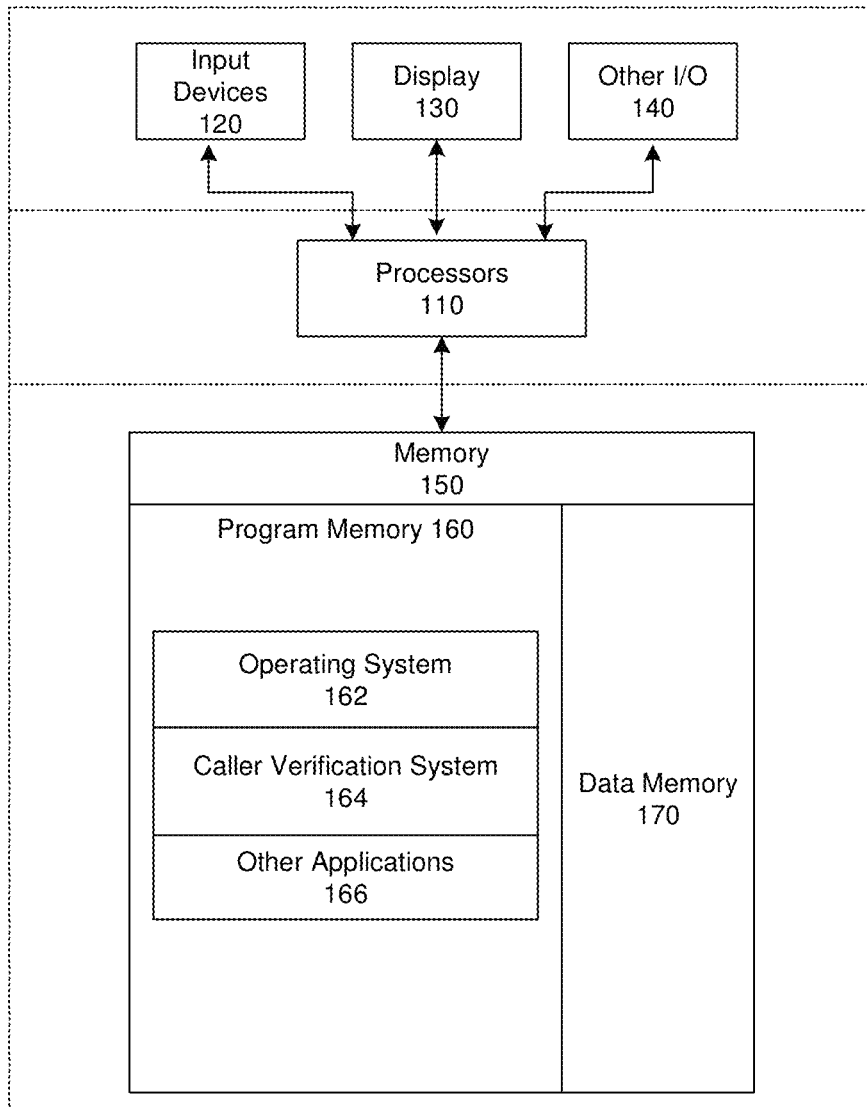 Input
Devices
120
Display
130
Other I/O
140
Processors
110
Memory
150
Program Memory 160
Operating System
162
Caller Verification System
164
Other Applications
166
Data Memory
170